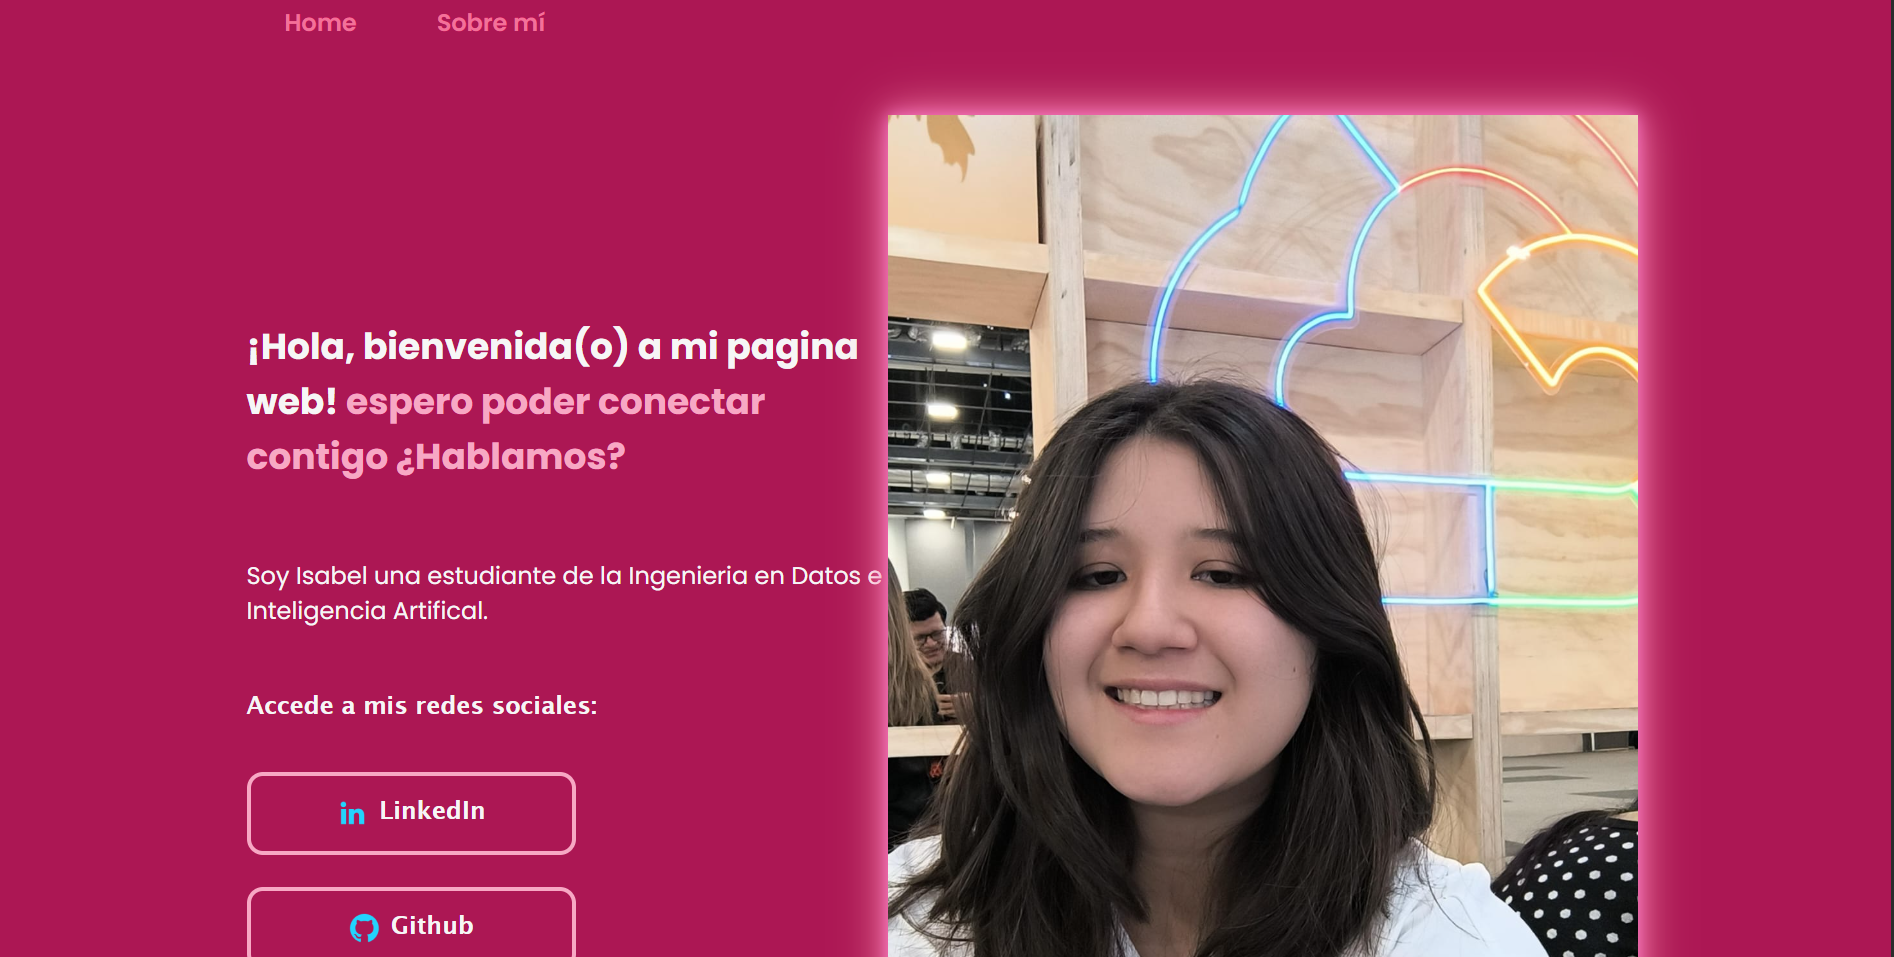 Home Sobre mí
¡Hola, bienvenida(o) a mi pagina
web! espero poder conectar
contigo ¿Hablamos?
Soy Isabel una estudiante de la Ingenieria en Datos e
Inteligencia Artifical.
Accede a mis redes sociales:
in LinkedIn
Github